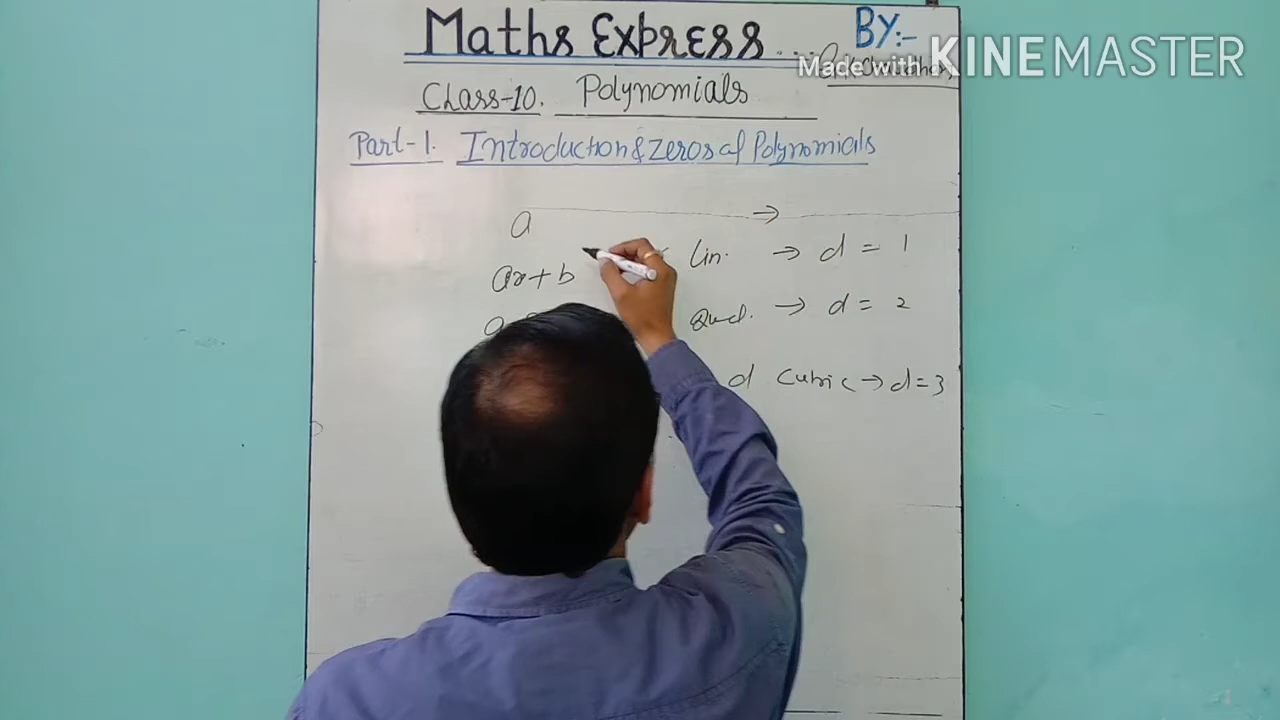 Maths Express ... BY:-
Made with KINEMASTER
Class-10. Polynomials
Part-1. Introduction & Zeros of Polynomials
a →
ax+b Lin. → d = 1
a Quad. → d = 2
d Cubic → d=3